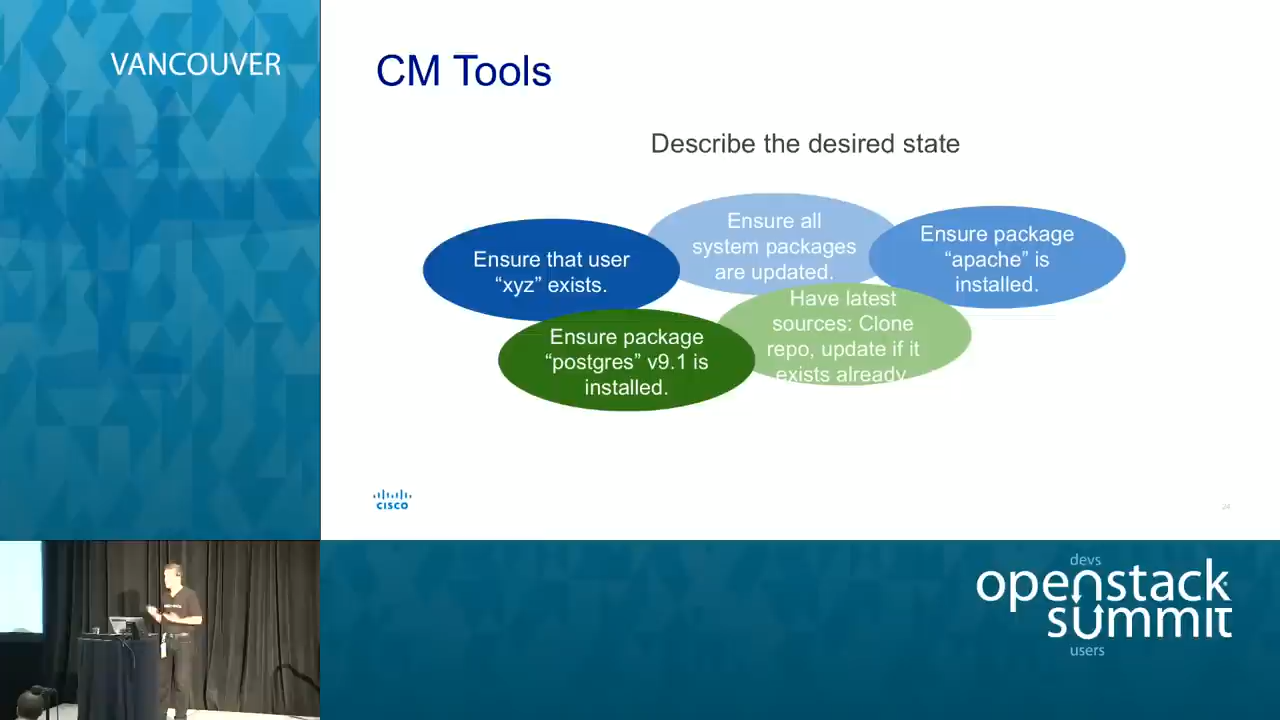 VANCOUVER
CM Tools
Describe the desired state
Ensure that user
“xyz” exists.
Ensure all
system packages
are updated.
Ensure package
“apache” is
installed.
Ensure package
“postgres” v9.1 is
installed.
Have latest
sources: Clone
repo, update if it
exists already
CISCO
24
devs
openstack
summit
users